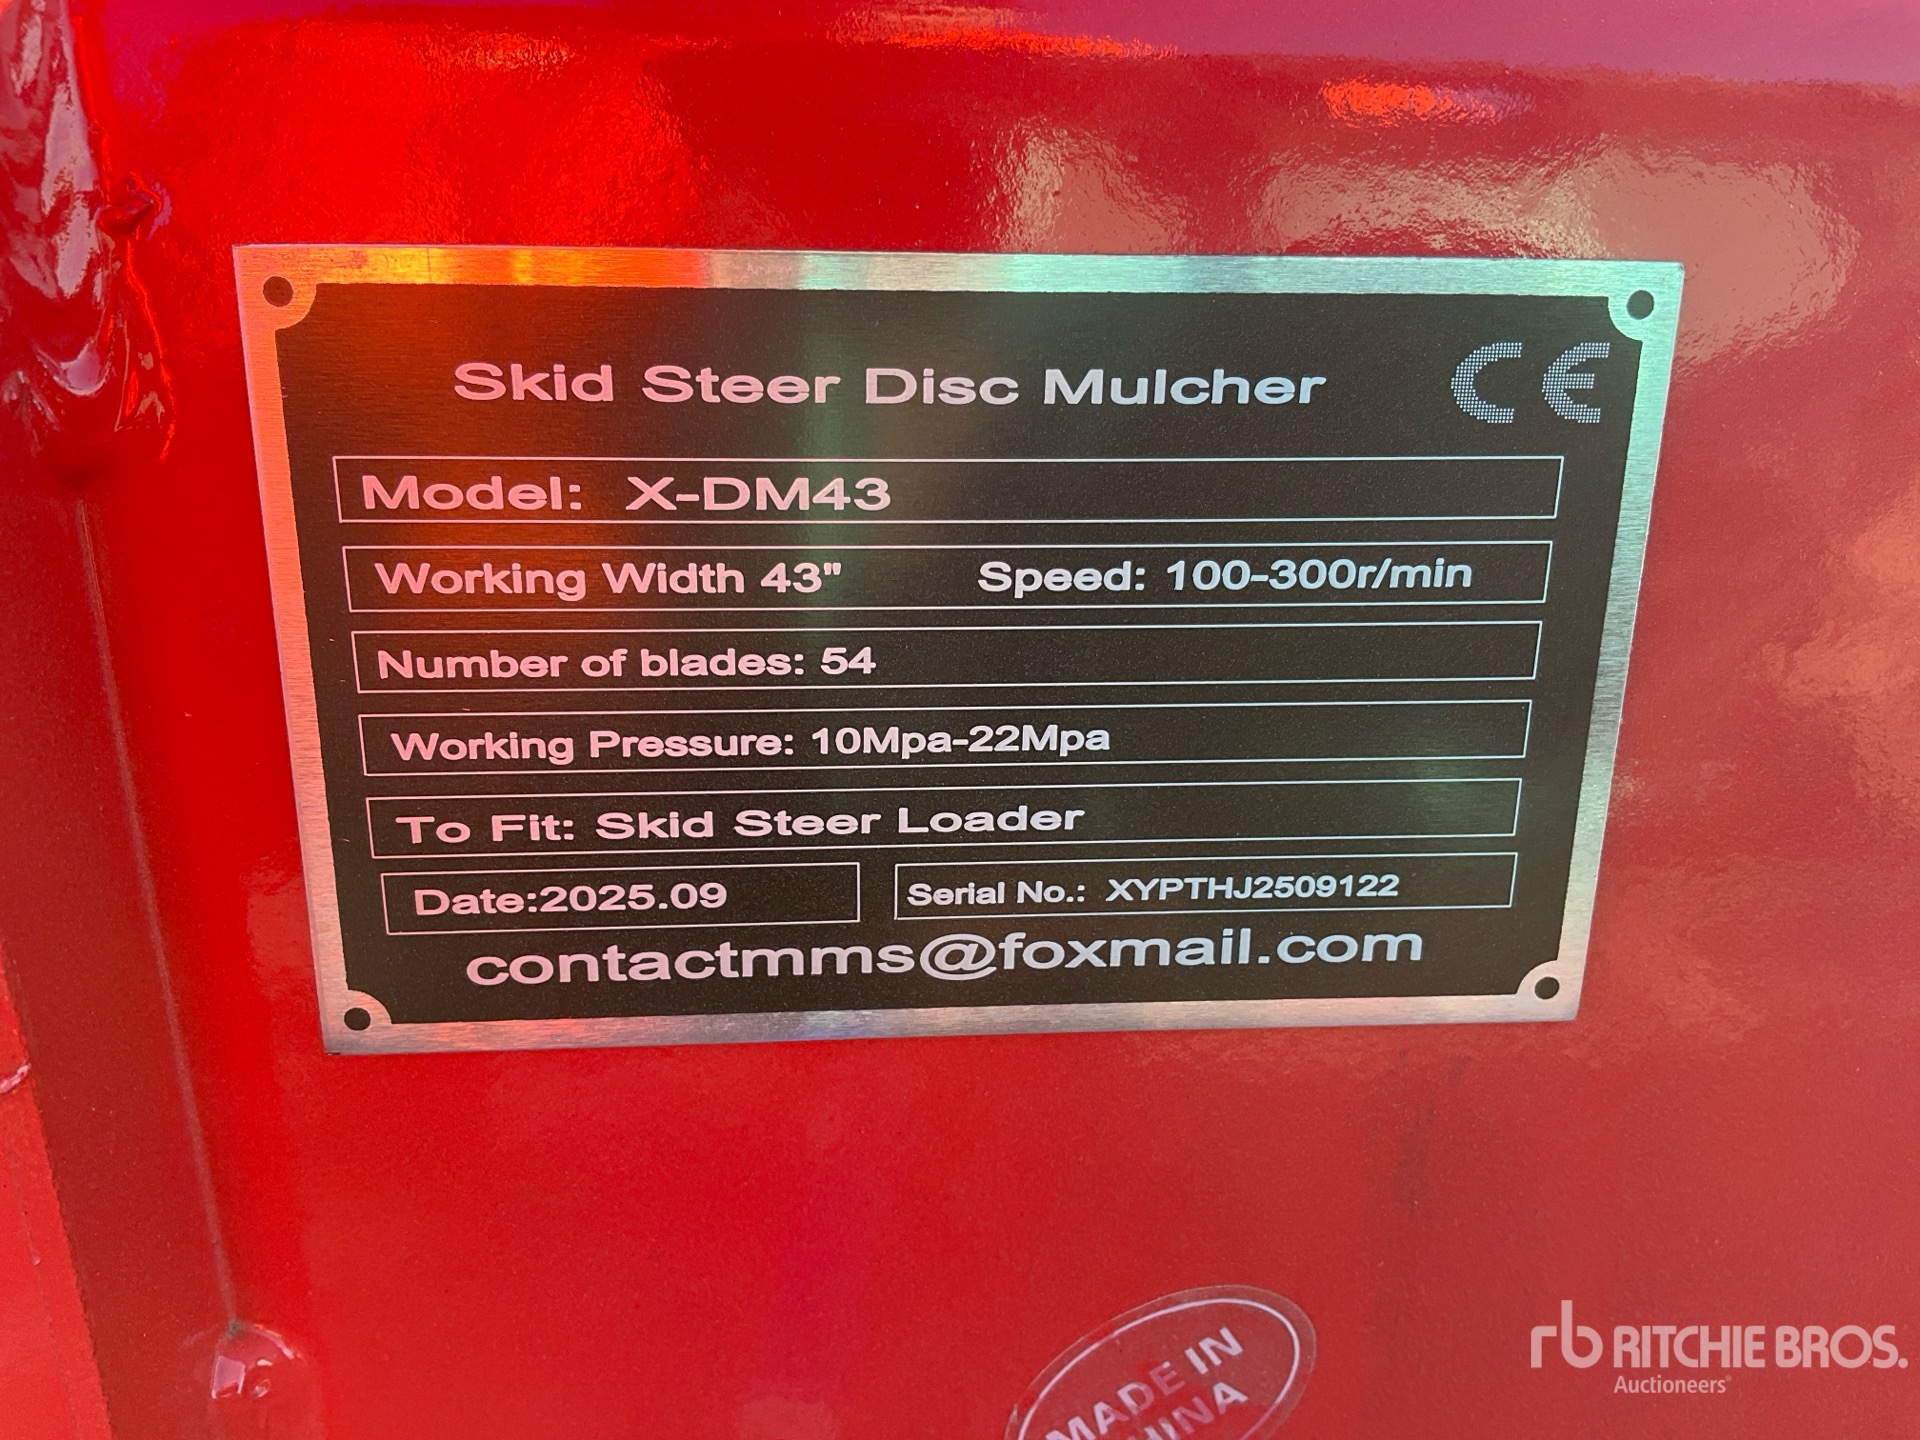 Skid Steer Disc Mulcher CE
Model: X-DM43
Working Width 43" Speed: 100-300r/min
Number of blades: 54
Working Pressure: 10Mpa-22Mpa
To Fit: Skid Steer Loader
Date:2025.09 Serial No.: XYPTHJ2509122
contactmms@foxmail.com
MADE IN
CHINA
rb RITCHIE BROS.
Auctioneers